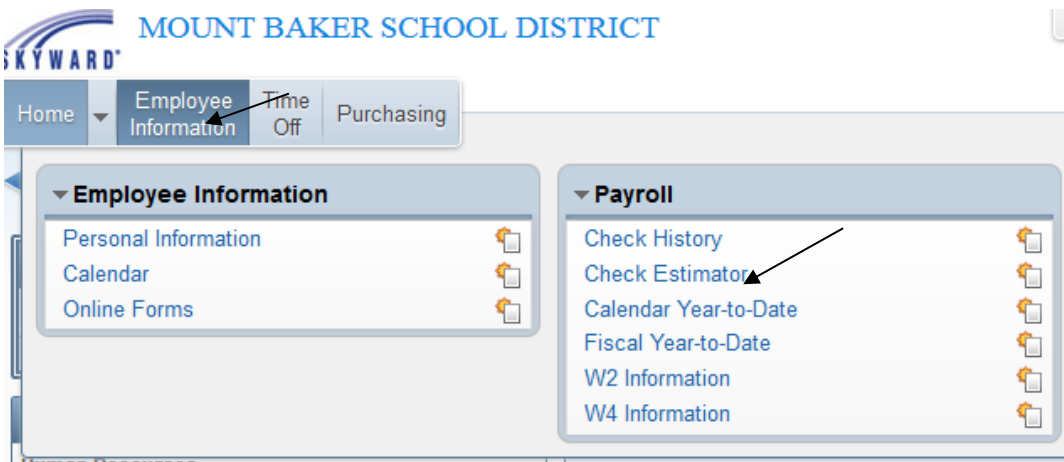 MOUNT BAKER SCHOOL DISTRICT
SKYWARD
Home
Employee
Information
Time
Off
Purchasing
Employee Information
Personal Information
Calendar
Online Forms
Payroll
Check History
Check Estimator
Calendar Year-to-Date
Fiscal Year-to-Date
W2 Information
W4 Information